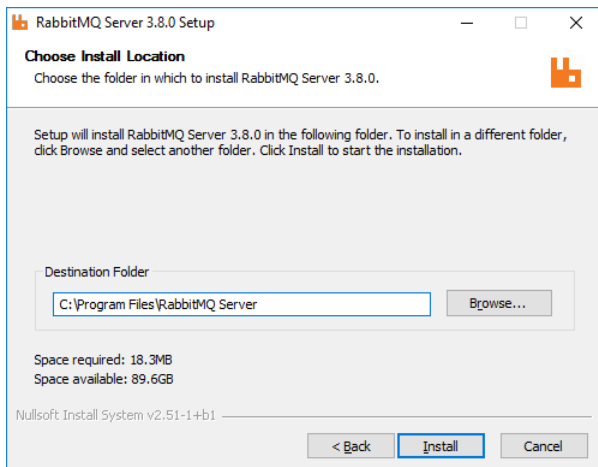 RabbitMQ Server 3.8.0 Setup
Choose Install Location
Choose the folder in which to install RabbitMQ Server 3.8.0.
Setup will install RabbitMQ Server 3.8.0 in the following folder. To install in a different folder,
click Browse and select another folder. Click Install to start the installation.
Destination Folder
C:\Program Files\RabbitMQ Server
Browse...
Space required: 18.3MB
Space available: 89.6GB
Nullsoft Install System v2.51-1+b1
< Back
Install
Cancel